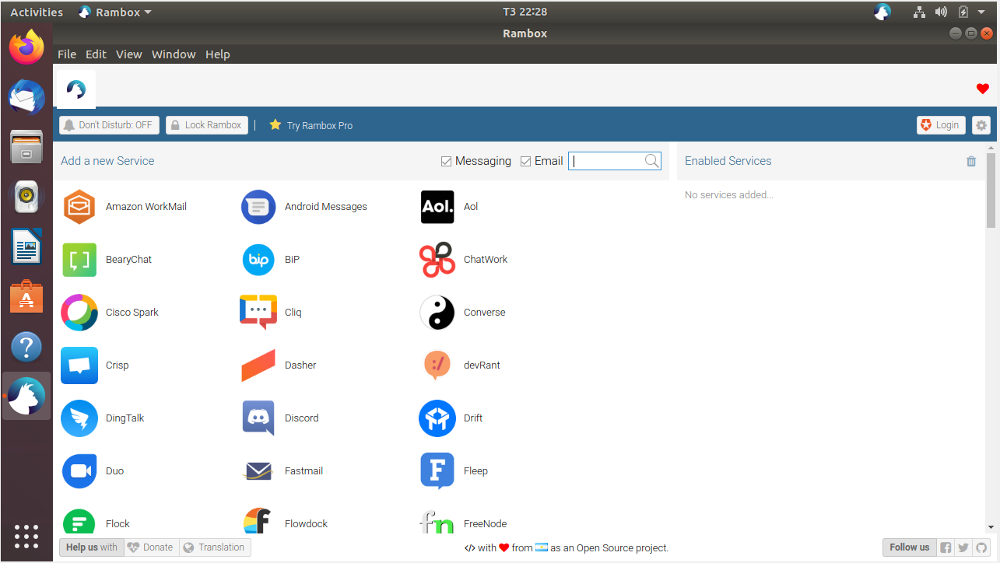 Activities Rambox T3 22:28
Rambox
File Edit View Window Help
Don't Disturb: OFF Lock Rambox Try Rambox Pro Login
Add a new Service Messaging Email Enabled Services
No services added...
Amazon WorkMail Android Messages Aol. Aol
BearyChat bip BiP ChatWork
Cisco Spark Cliq Converse
Crisp Dasher devRant
DingTalk Discord Drift
Duo Fastmail F Fleep
Flock f Flowdock fn FreeNode
Help us with Donate Translation </> with from as an Open Source project. Follow us